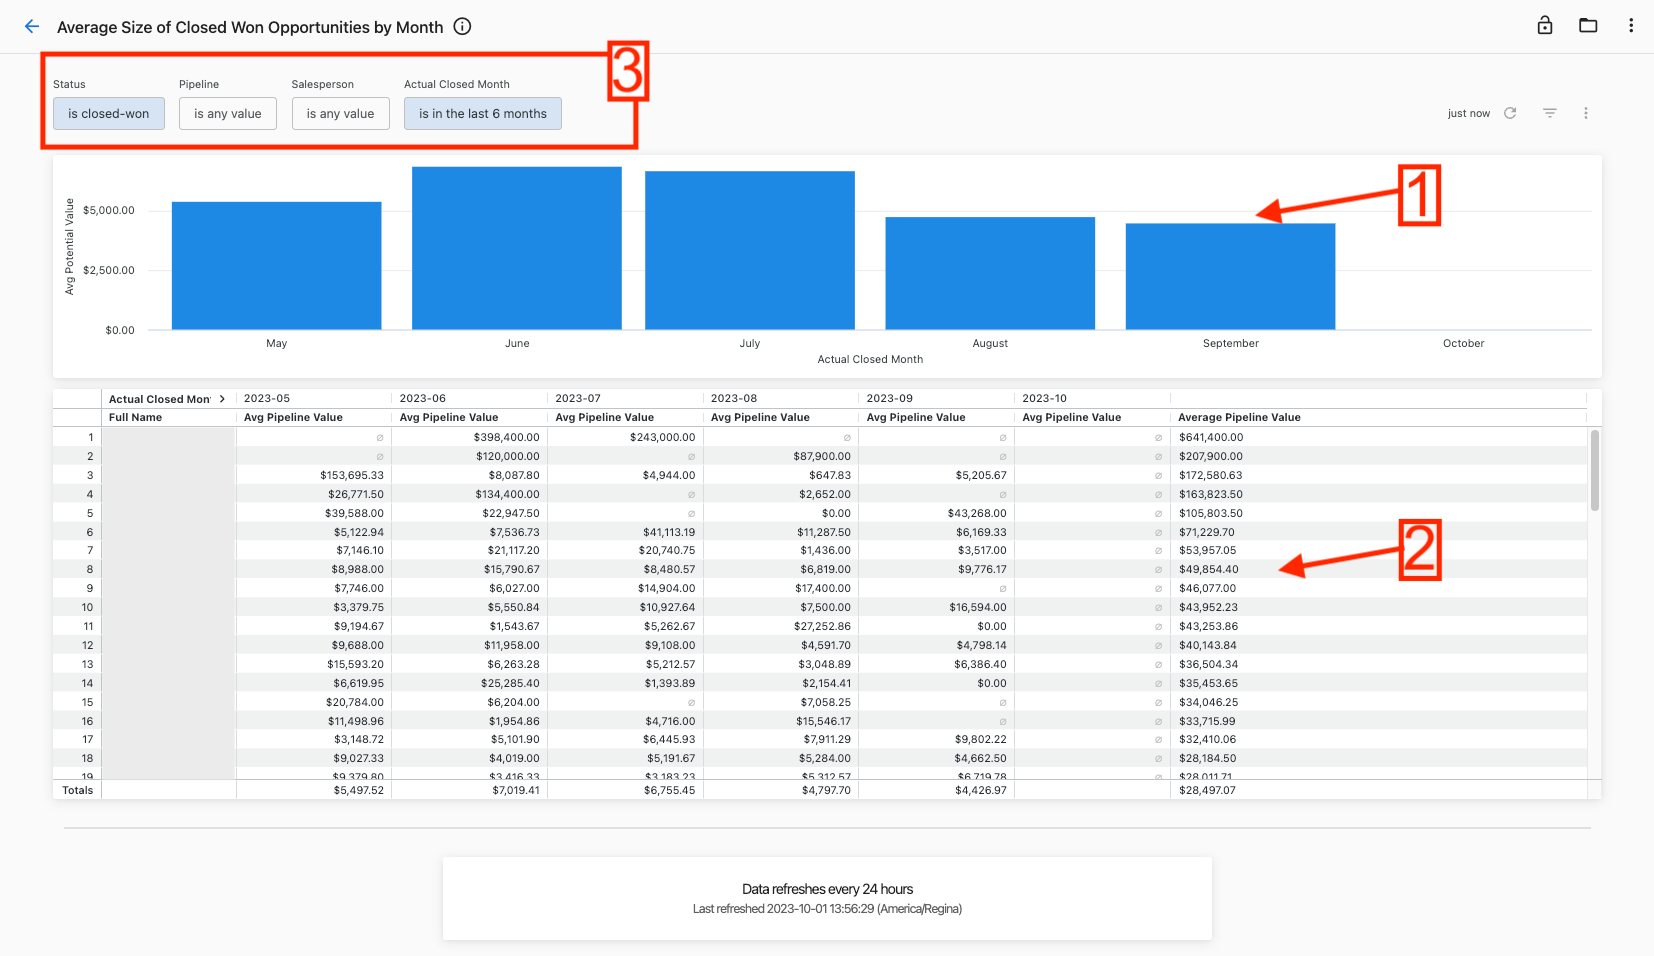 Average Size of Closed Won Opportunities by Month
3
Status Pipeline Salesperson Actual Closed Month
is closed-won is any value is any value is in the last 6 months
just now
1
Avg Potential Value
$5,000.00
$2,500.00
$0.00
May June July August September October
Actual Closed Month
Actual Closed Mon 2023-05 2023-06 2023-07 2023-08 2023-09 2023-10
Full Name Avg Pipeline Value Avg Pipeline Value Avg Pipeline Value Avg Pipeline Value Avg Pipeline Value Avg Pipeline Value Average Pipeline Value
1 ∅ $398,400.00 $243,000.00 ∅ ∅ ∅ $641,400.00
2 ∅ $120,000.00 ∅ $87,900.00 ∅ ∅ $207,900.00
3 $153,695.33 $8,087.80 $4,944.00 $647.83 $5,205.67 ∅ $172,580.63
4 $26,771.50 $134,400.00 ∅ $2,652.00 ∅ ∅ $163,823.50
5 $39,588.00 $22,947.50 ∅ $0.00 $43,268.00 ∅ $105,803.50
6 $5,122.94 $7,536.73 $41,113.19 $11,287.50 $6,169.33 ∅ $71,229.70
7 $7,146.10 $21,117.20 $20,740.75 $1,436.00 $3,517.00 ∅ $53,957.05
2
8 $8,988.00 $15,790.67 $8,480.57 $6,819.00 $9,776.17 ∅ $49,854.40
9 $7,746.00 $6,027.00 $14,904.00 $17,400.00 ∅ ∅ $46,077.00
10 $3,379.75 $5,550.84 $10,927.64 $7,500.00 $16,594.00 ∅ $43,952.23
11 $9,194.67 $1,543.67 $5,262.67 $27,252.86 $0.00 ∅ $43,253.86
12 $9,688.00 $11,958.00 $9,108.00 $4,591.70 $4,798.14 ∅ $40,143.84
13 $15,593.20 $6,263.28 $5,212.57 $3,048.89 $6,386.40 ∅ $36,504.34
14 $6,619.95 $25,285.40 $1,393.89 $2,154.41 $0.00 ∅ $35,453.65
15 $20,784.00 $6,204.00 ∅ $7,058.25 ∅ ∅ $34,046.25
16 $11,498.96 $1,954.86 $4,716.00 $15,546.17 ∅ ∅ $33,715.99
17 $3,148.72 $5,101.90 $6,445.93 $7,911.29 $9,802.22 ∅ $32,410.06
18 $9,027.33 $4,019.00 $5,191.67 $5,284.00 $4,662.50 ∅ $28,184.50
19 $9,379.80 $3,416.33 $3,183.23 $5,312.57 $6,719.78 ∅ $28,011.71
Totals $5,497.52 $7,019.41 $6,755.45 $4,797.70 $4,426.97 $28,497.07
Data refreshes every 24 hours
Last refreshed 2023-10-01 13:56:29 (America/Regina)